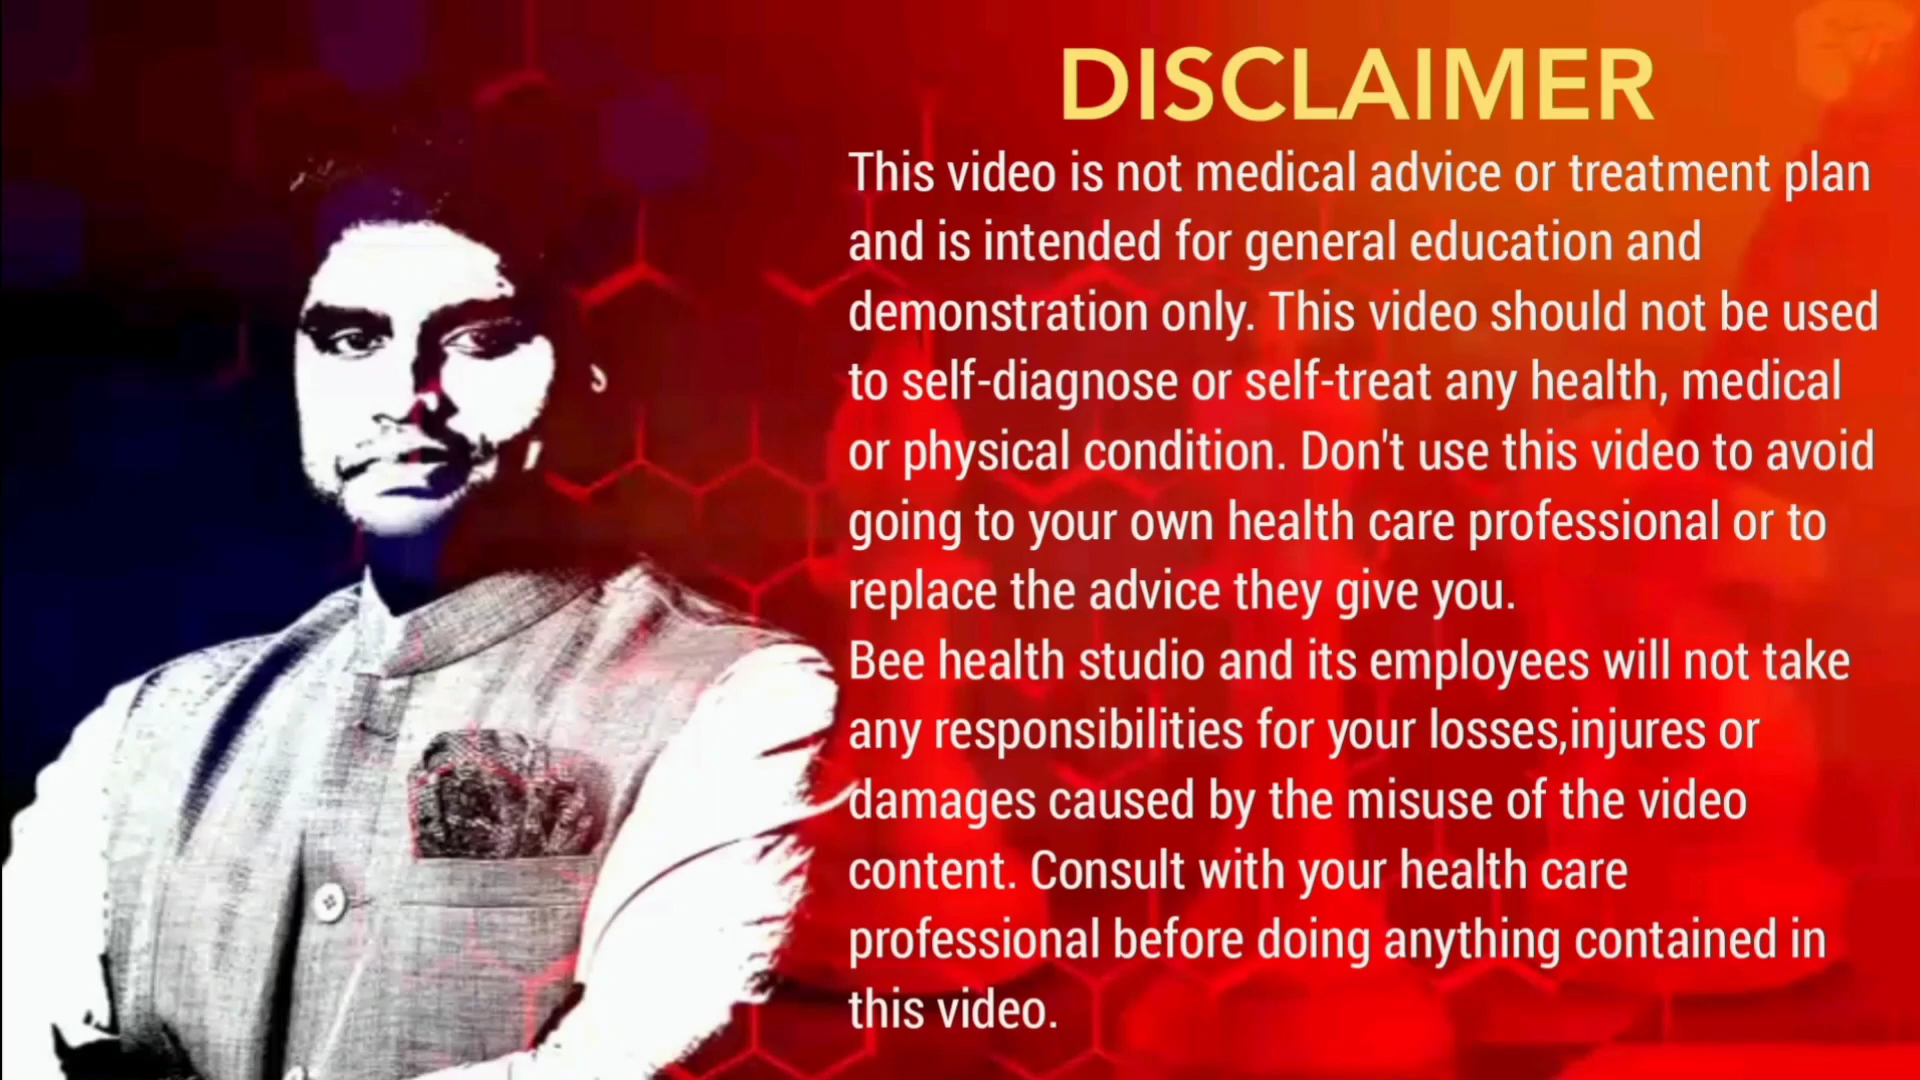 DISCLAIMER
This video is not medical advice or treatment plan
and is intended for general education and
demonstration only. This video should not be used
to self-diagnose or self-treat any health, medical
or physical condition. Don't use this video to avoid
going to your own health care professional or to
replace the advice they give you.
Bee health studio and its employees will not take
any responsibilities for your losses,injures or
damages caused by the misuse of the video
content. Consult with your health care
professional before doing anything contained in
this video.